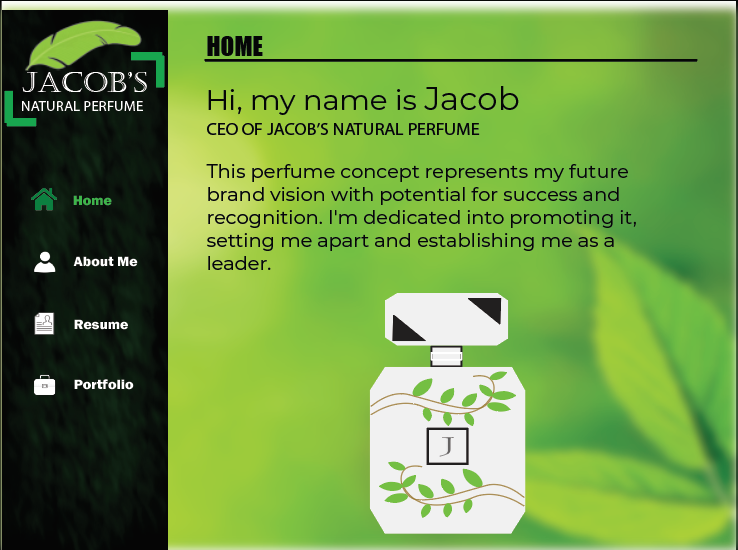 JACOB'S
NATURAL PERFUME
Home
About Me
Resume
Portfolio
HOME
Hi, my name is Jacob
CEO OF JACOB'S NATURAL PERFUME
This perfume concept represents my future
brand vision with potential for success and
recognition. I'm dedicated into promoting it,
setting me apart and establishing me as a
leader.
J